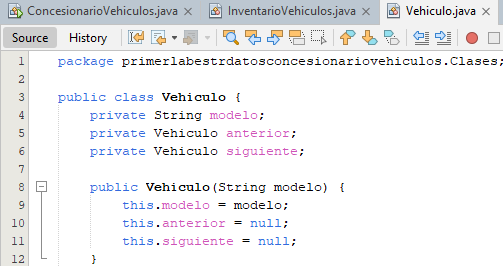 ConcesionarioVehiculos.java × InventarioVehiculos.java × Vehiculo.java ×
Source History
1 package primerlabestrdatosconcesionariovehiculos.Clases;
2
3 public class Vehiculo {
4 private String modelo;
5 private Vehiculo anterior;
6 private Vehiculo siguiente;
7
8 public Vehiculo(String modelo) {
9 this.modelo = modelo;
10 this.anterior = null;
11 this.siguiente = null;
12 }